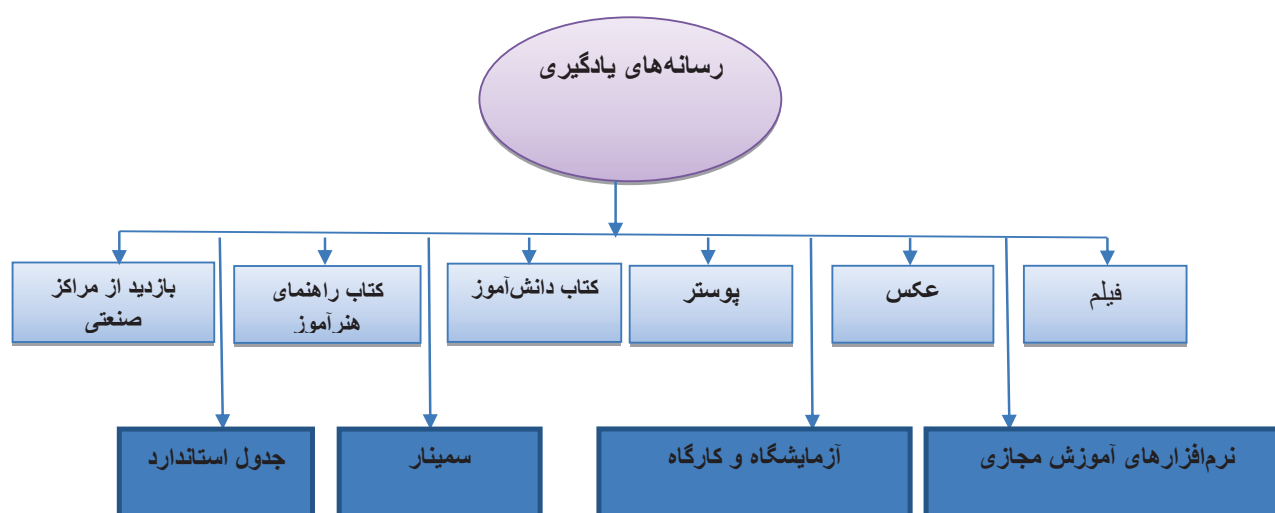 رسانه‌های یادگیری
فیلم
عکس
پوستر
کتاب دانش‌آموز
کتاب راهنمای
هنرآموز
بازدید از مراکز
صنعتی
نرم‌افزارهای آموزش مجازی
آزمایشگاه و کارگاه
سمینار
جدول استاندارد